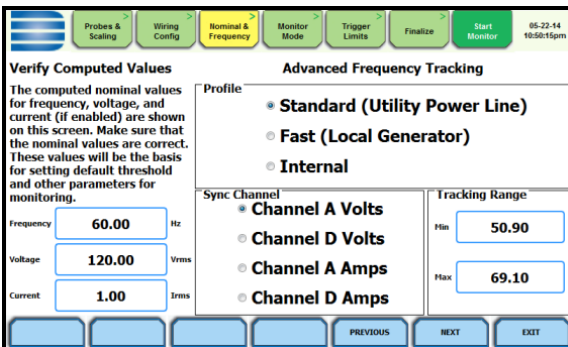 Probes &
Scaling
>
Wiring
Config
>
Nominal &
Frequency
>
Monitor
Mode
>
Trigger
Limits
>
Finalize
>
Start
Monitor
>
05-22-14
10:50:15pm
Verify Computed Values
Advanced Frequency Tracking
The computed nominal values
for frequency, voltage, and
current (if enabled) are shown
on this screen. Make sure that
the nominal values are correct.
These values will be the basis
for setting default threshold
and other parameters for
monitoring.
Frequency 60.00 Hz
Voltage 120.00 Vrms
Current 1.00 Irms
Profile
Standard (Utility Power Line)
Fast (Local Generator)
Internal
Sync Channel
Channel A Volts
Channel D Volts
Channel A Amps
Channel D Amps
Tracking Range
Min 50.90
Max 69.10
PREVIOUS
NEXT
EXIT